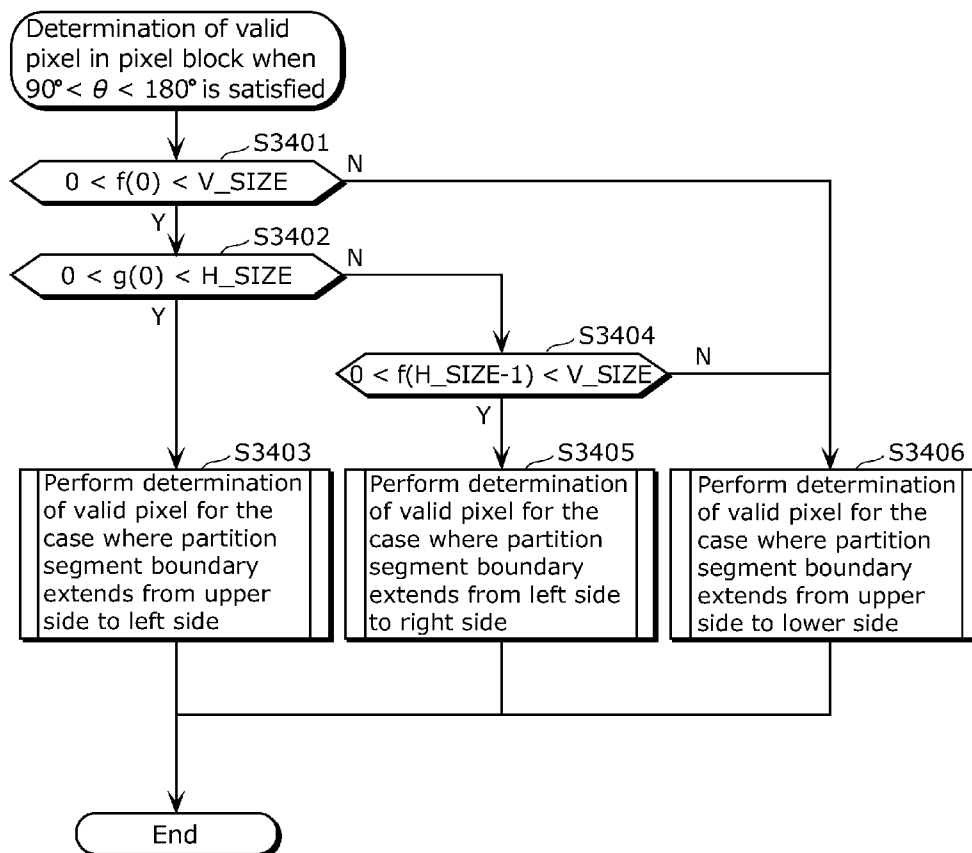 Determination of valid
pixel in pixel block when
90° < θ < 180° is satisfied
S3401
0 < f(0) < V_SIZE
N
Y
S3402
0 < g(0) < H_SIZE
N
Y
S3404
0 < f(H_SIZE-1) < V_SIZE
N
Y
S3403
Perform determination
of valid pixel for the
case where partition
segment boundary
extends from upper
side to left side
S3405
Perform determination
of valid pixel for the
case where partition
segment boundary
extends from left side
to right side
S3406
Perform determination
of valid pixel for the
case where partition
segment boundary
extends from upper
side to lower side
End